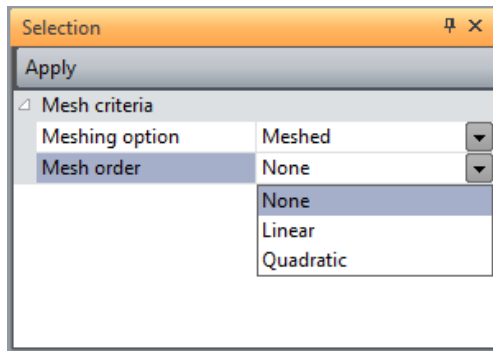 Selection
Apply
Mesh criteria
Meshing option Meshed
Mesh order None
None
Linear
Quadratic